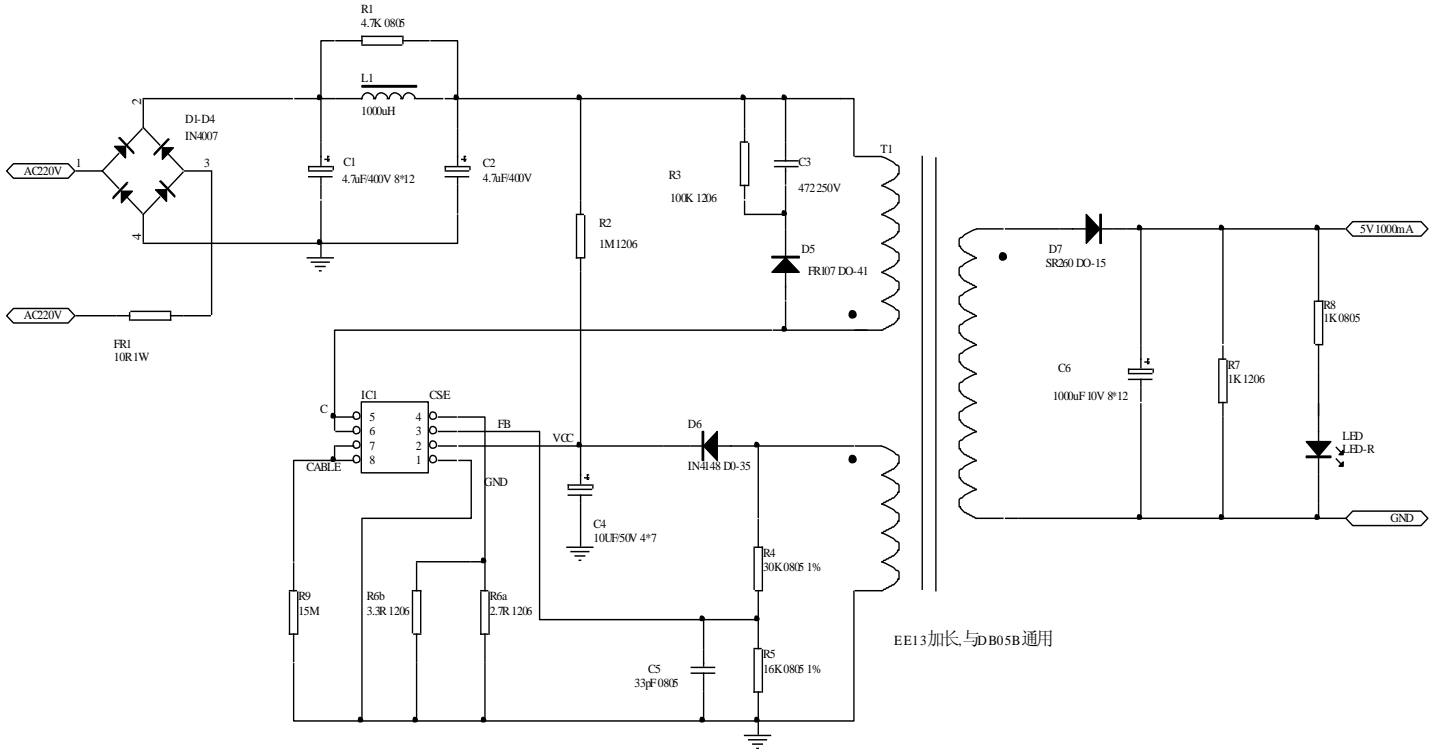 R1
4.7K 0805
L1
1000uH
2
D1-D4
IN4007
AC220V
1
3
4
C1
4.7uF/400V 8*12
C2
4.7uF/400V
R3
100K 1206
C3
472 250V
T1
R2
1M 1206
D5
FR107 DO-41
D7
SR260 DO-15
5V 1000mA
AC220V
FR1
10R 1W
R8
1K 0805
C6
1000uF 10V 8*12
R7
1K 1206
IC1
CS/E
C
5
6
7
8
4
3
2
1
FB
VCC
CABLE
GND
D6
IN4148 D0-35
LED
LED-R
GND
C4
10UF/50V 4*7
R4
30K 0805 1%
R9
15M
R6b
3.3R 1206
R6a
2.7R 1206
C5
33pF 0805
R5
16K 0805 1%
EE13加长,与DB05B通用